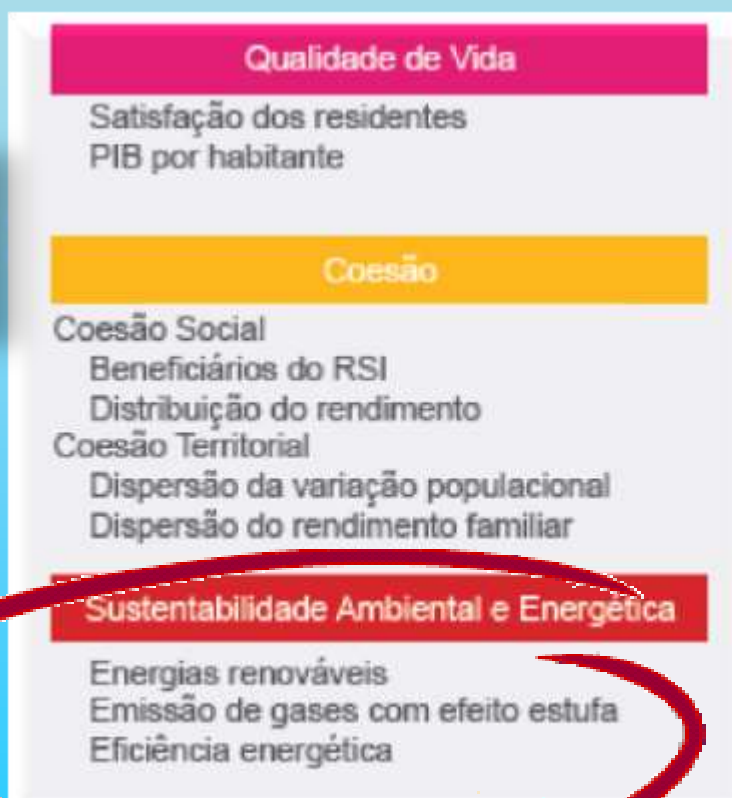 Qualidade de Vida
Satisfação dos residentes
PIB por habitante
Coesão
Coesão Social
Beneficiários do RSI
Distribuição do rendimento
Coesão Territorial
Dispersão da variação populacional
Dispersão do rendimento familiar
Sustentabilidade Ambiental e Energética
Energias renováveis
Emissão de gases com efeito estufa
Eficiência energética